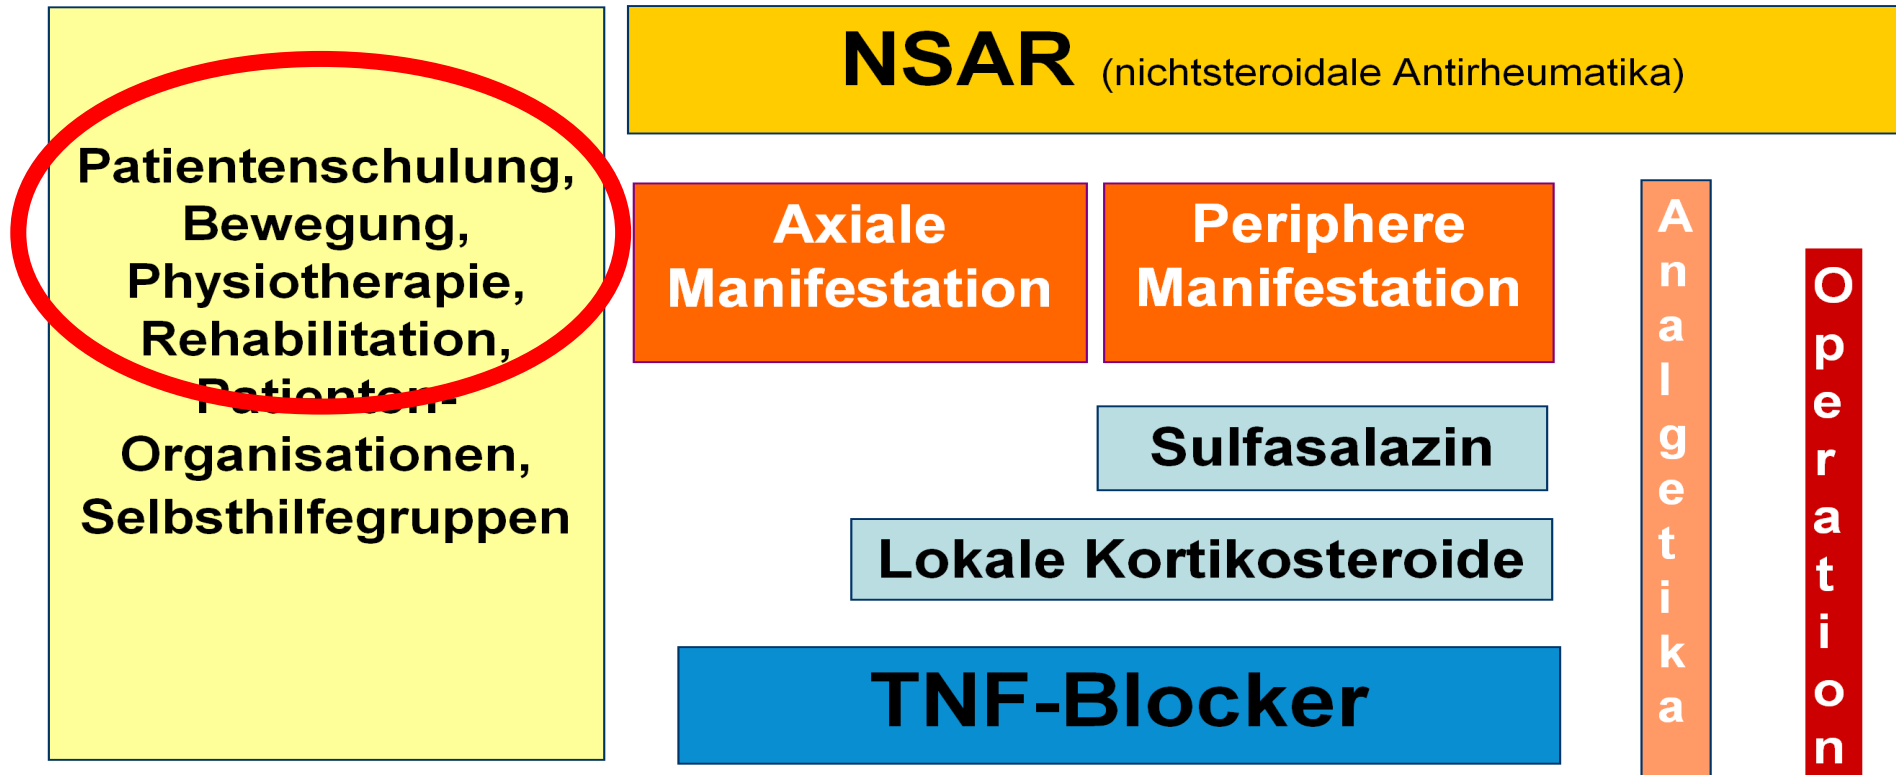 Patientenschulung,
Bewegung,
Physiotherapie,
Rehabilitation,
Patienten-
Organisationen,
Selbsthilfegruppen
NSAR (nichtsteroidale Antirheumatika)
Axiale
Manifestation
Periphere
Manifestation
Sulfasalazin
Lokale Kortikosteroide
TNF-Blocker
Analgetika
Operation